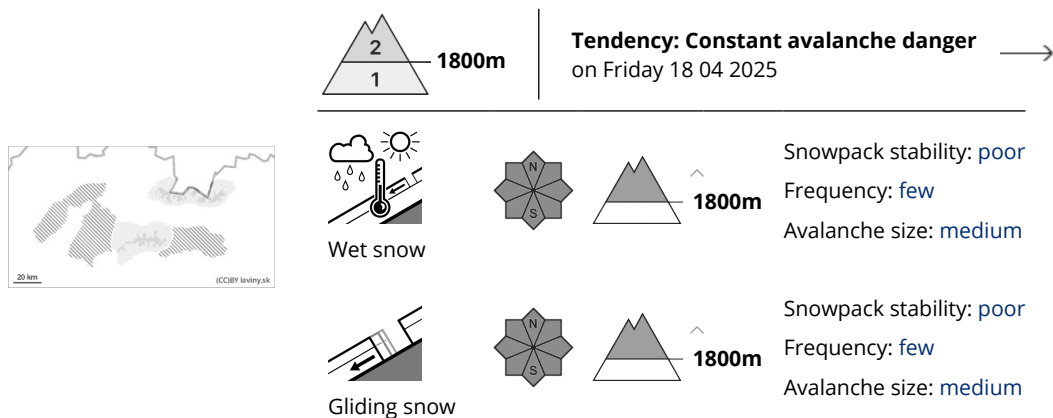 2
1800m
1
Tendency: Constant avalanche danger
on Friday 18 04 2025
20 km
(CC)BY laviny.sk
Wet snow
N
S
1800m
Snowpack stability: poor
Frequency: few
Avalanche size: medium
Gliding snow
N
S
1800m
Snowpack stability: poor
Frequency: few
Avalanche size: medium